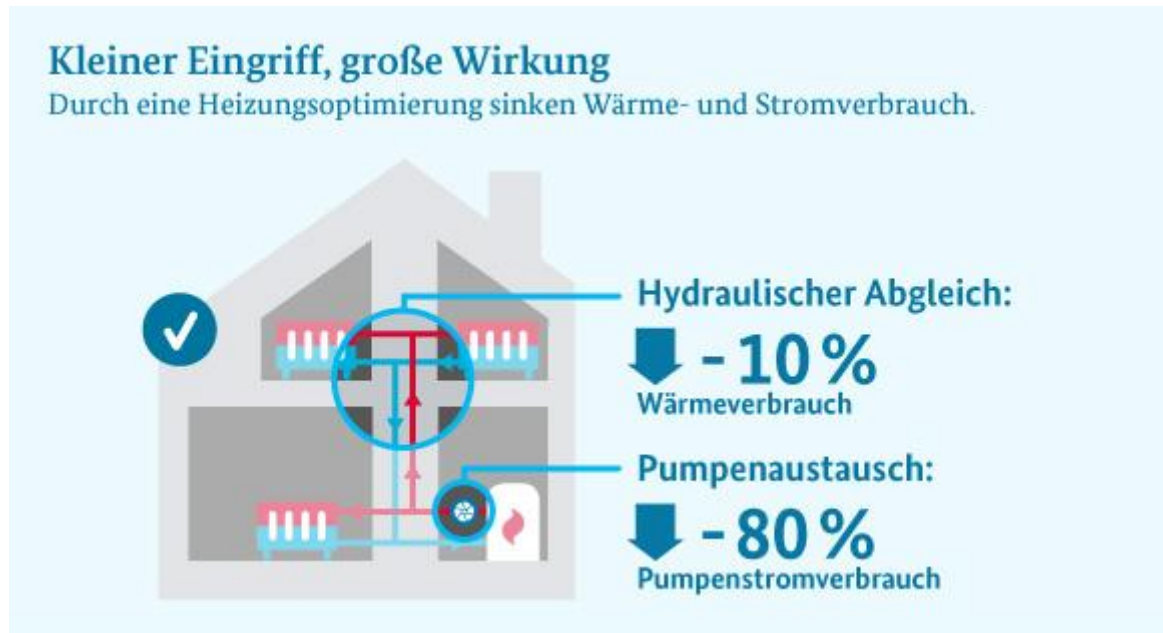 Kleiner Eingriff, große Wirkung
Durch eine Heizungsoptimierung sinken Wärme- und Stromverbrauch.
Hydraulischer Abgleich:
- 10 %
Wärmeverbrauch
Pumpenaustausch:
- 80 %
Pumpenstromverbrauch